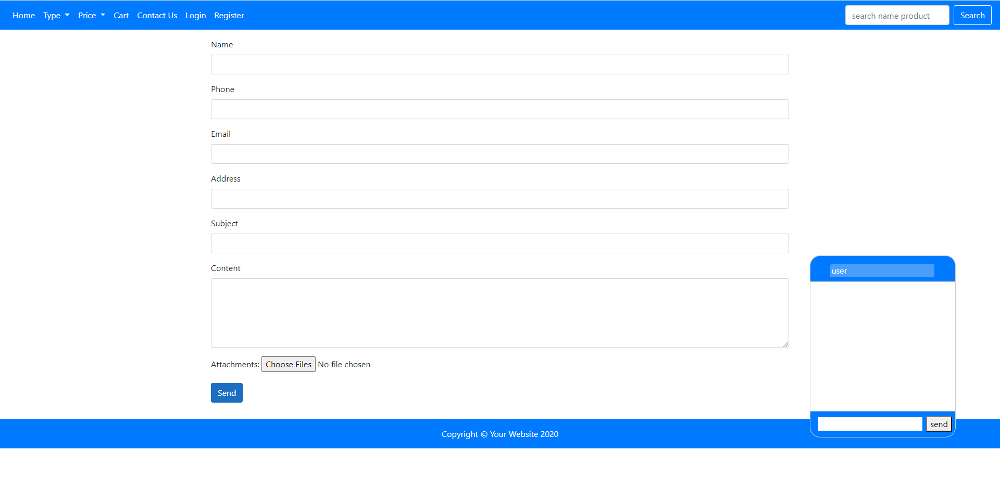 Home Type Price Cart Contact Us Login Register search name product Search
Name
Phone
Email
Address
Subject
Content
user
Attachments: Choose Files No file chosen
Send
send
Copyright © Your Website 2020